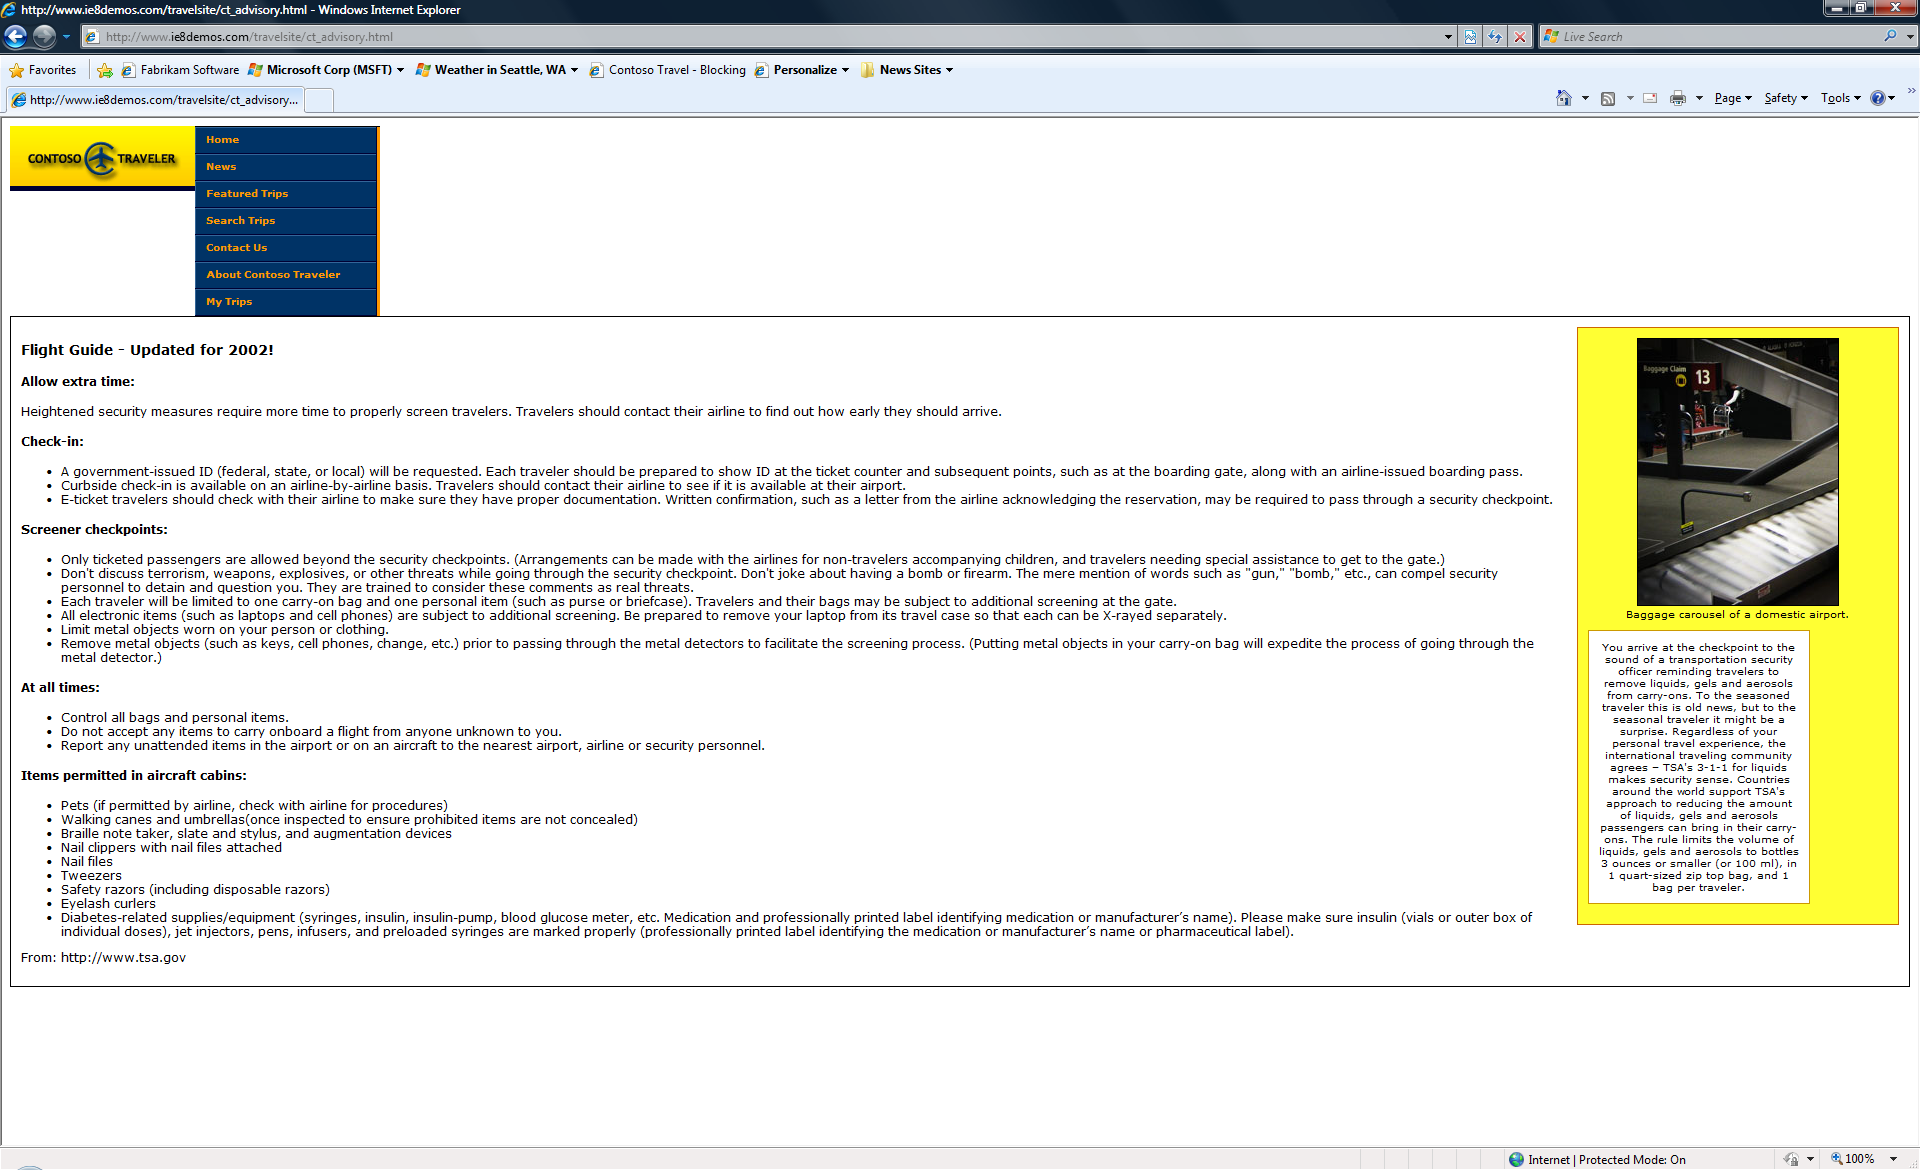 http://www.ie8demos.com/travelsite/ct_advisory.html - Windows Internet Explorer
http://www.ie8demos.com/travelsite/ct_advisory.html
Live Search
Favorites
Fabrikam Software
Microsoft Corp (MSFT)
Weather in Seattle, WA
Contoso Travel - Blocking
Personalize
News Sites
http://www.ie8demos.com/travelsite/ct_advisory...
Page
Safety
Tools
CONTOSO TRAVELER
Home
News
Featured Trips
Search Trips
Contact Us
About Contoso Traveler
My Trips
Flight Guide - Updated for 2002!
Allow extra time:
Heightened security measures require more time to properly screen travelers. Travelers should contact their airline to find out how early they should arrive.
Check-in:
• A government-issued ID (federal, state, or local) will be requested. Each traveler should be prepared to show ID at the ticket counter and subsequent points, such as at the boarding gate, along with an airline-issued boarding pass.
• Curbside check-in is available on an airline-by-airline basis. Travelers should contact their airline to see if it is available at their airport.
• E-ticket travelers should check with their airline to make sure they have proper documentation. Written confirmation, such as a letter from the airline acknowledging the reservation, may be required to pass through a security checkpoint.
Screener checkpoints:
• Only ticketed passengers are allowed beyond the security checkpoints. (Arrangements can be made with the airlines for non-travelers accompanying children, and travelers needing special assistance to get to the gate.)
• Don't discuss terrorism, weapons, explosives, or other threats while going through the security checkpoint. Don't joke about having a bomb or firearm. The mere mention of words such as "gun," "bomb," etc., can compel security
personnel to detain and question you. They are trained to consider these comments as real threats.
• Each traveler will be limited to one carry-on bag and one personal item (such as purse or briefcase). Travelers and their bags may be subject to additional screening at the gate.
• All electronic items (such as laptops and cell phones) are subject to additional screening. Be prepared to remove your laptop from its travel case so that each can be X-rayed separately.
• Limit metal objects worn on your person or clothing.
• Remove metal objects (such as keys, cell phones, change, etc.) prior to passing through the metal detectors to facilitate the screening process. (Putting metal objects in your carry-on bag will expedite the process of going through the
metal detector.)
At all times:
• Control all bags and personal items.
• Do not accept any items to carry onboard a flight from anyone unknown to you.
• Report any unattended items in the airport or on an aircraft to the nearest airport, airline or security personnel.
Items permitted in aircraft cabins:
• Pets (if permitted by airline, check with airline for procedures)
• Walking canes and umbrellas(once inspected to ensure prohibited items are not concealed)
• Braille note taker, slate and stylus, and augmentation devices
• Nail clippers with nail files attached
• Nail files
• Tweezers
• Safety razors (including disposable razors)
• Eyelash curlers
• Diabetes-related supplies/equipment (syringes, insulin, insulin-pump, blood glucose meter, etc. Medication and professionally printed label identifying medication or manufacturer's name). Please make sure insulin (vials or outer box of
individual doses), jet injectors, pens, infusers, and preloaded syringes are marked properly (professionally printed label identifying the medication or manufacturer's name or pharmaceutical label).
From: http://www.tsa.gov
Baggage Claim
13
Baggage carousel of a domestic airport.
You arrive at the checkpoint to the
sound of a transportation security
officer reminding travelers to
remove liquids, gels and aerosols
from carry-ons. To the seasoned
traveler this is old news, but to the
seasonal traveler it might be a
surprise. Regardless of your
personal travel experience, the
international traveling community
agrees – TSA's 3-1-1 for liquids
makes security sense. Countries
around the world support TSA's
approach to reducing the amount
of liquids, gels and aerosols
passengers can bring in their carry-
ons. The rule limits the volume of
liquids, gels and aerosols to bottles
3 ounces or smaller (or 100 ml), in
1 quart-sized zip top bag, and 1
bag per traveler.
Internet | Protected Mode: On
100%